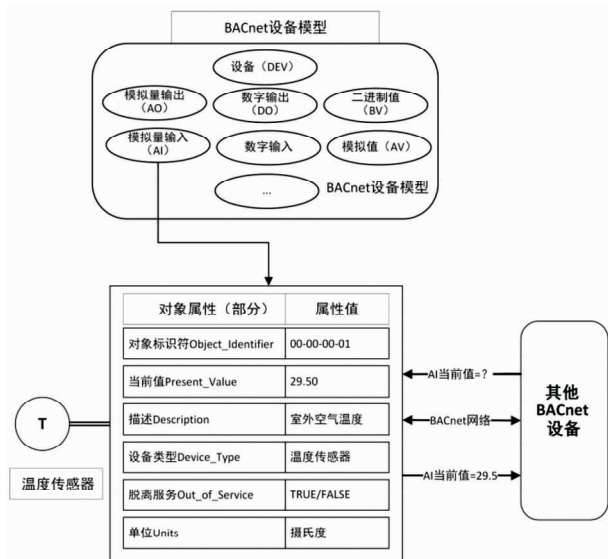 BACnet设备模型
设备（DEV）
模拟量输出
（AO）
数字输出
（DO）
二进制值
（BV）
模拟量输入
（AI）
数字输入
模拟值（AV）
...
BACnet设备模型
对象属性（部分） 属性值
对象标识符Object_Identifier 00-00-00-01
当前值Present_Value 29.50
描述Description 室外空气温度
设备类型Device_Type 温度传感器
脱离服务Out_of_Service TRUE/FALSE
单位Units 摄氏度
T
温度传感器
AI当前值=？
BACnet网络
AI当前值=29.5
其他
BACnet
设备